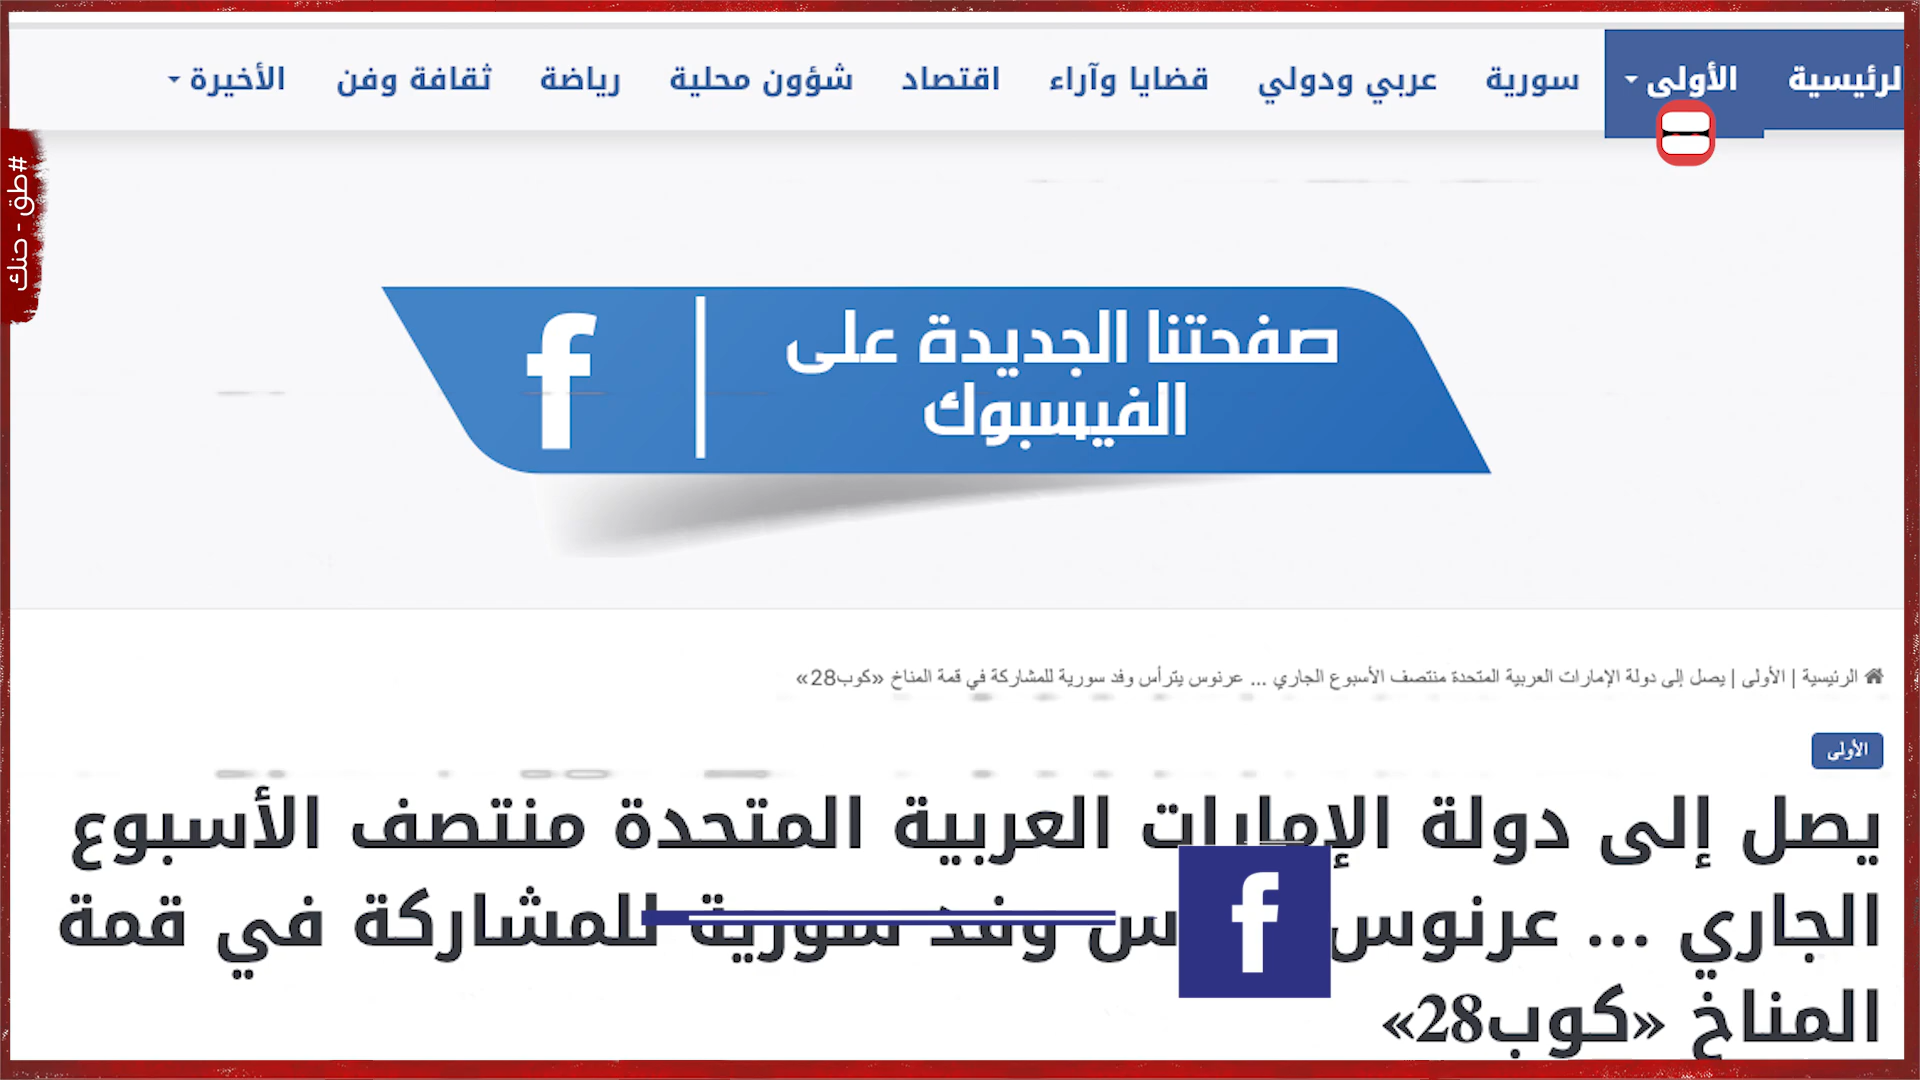 الرئيسية الأولى سورية عربي ودولي قضايا وآراء اقتصاد شؤون محلية رياضة ثقافة وفن الأخيرة
#طق - حنك
صفحتنا الجديدة على
الفيسبوك
الرئيسية | الأولى | يصل إلى دولة الإمارات العربية المتحدة منتصف الأسبوع الجاري ... عرنوس يترأس وفد سورية للمشاركة في قمة المناخ «كوب28»
الأولى
يصل إلى دولة الإمارات العربية المتحدة منتصف الأسبوع
الجاري ... عرنوس وفد سورية للمشاركة في قمة
المناخ «كوب28»